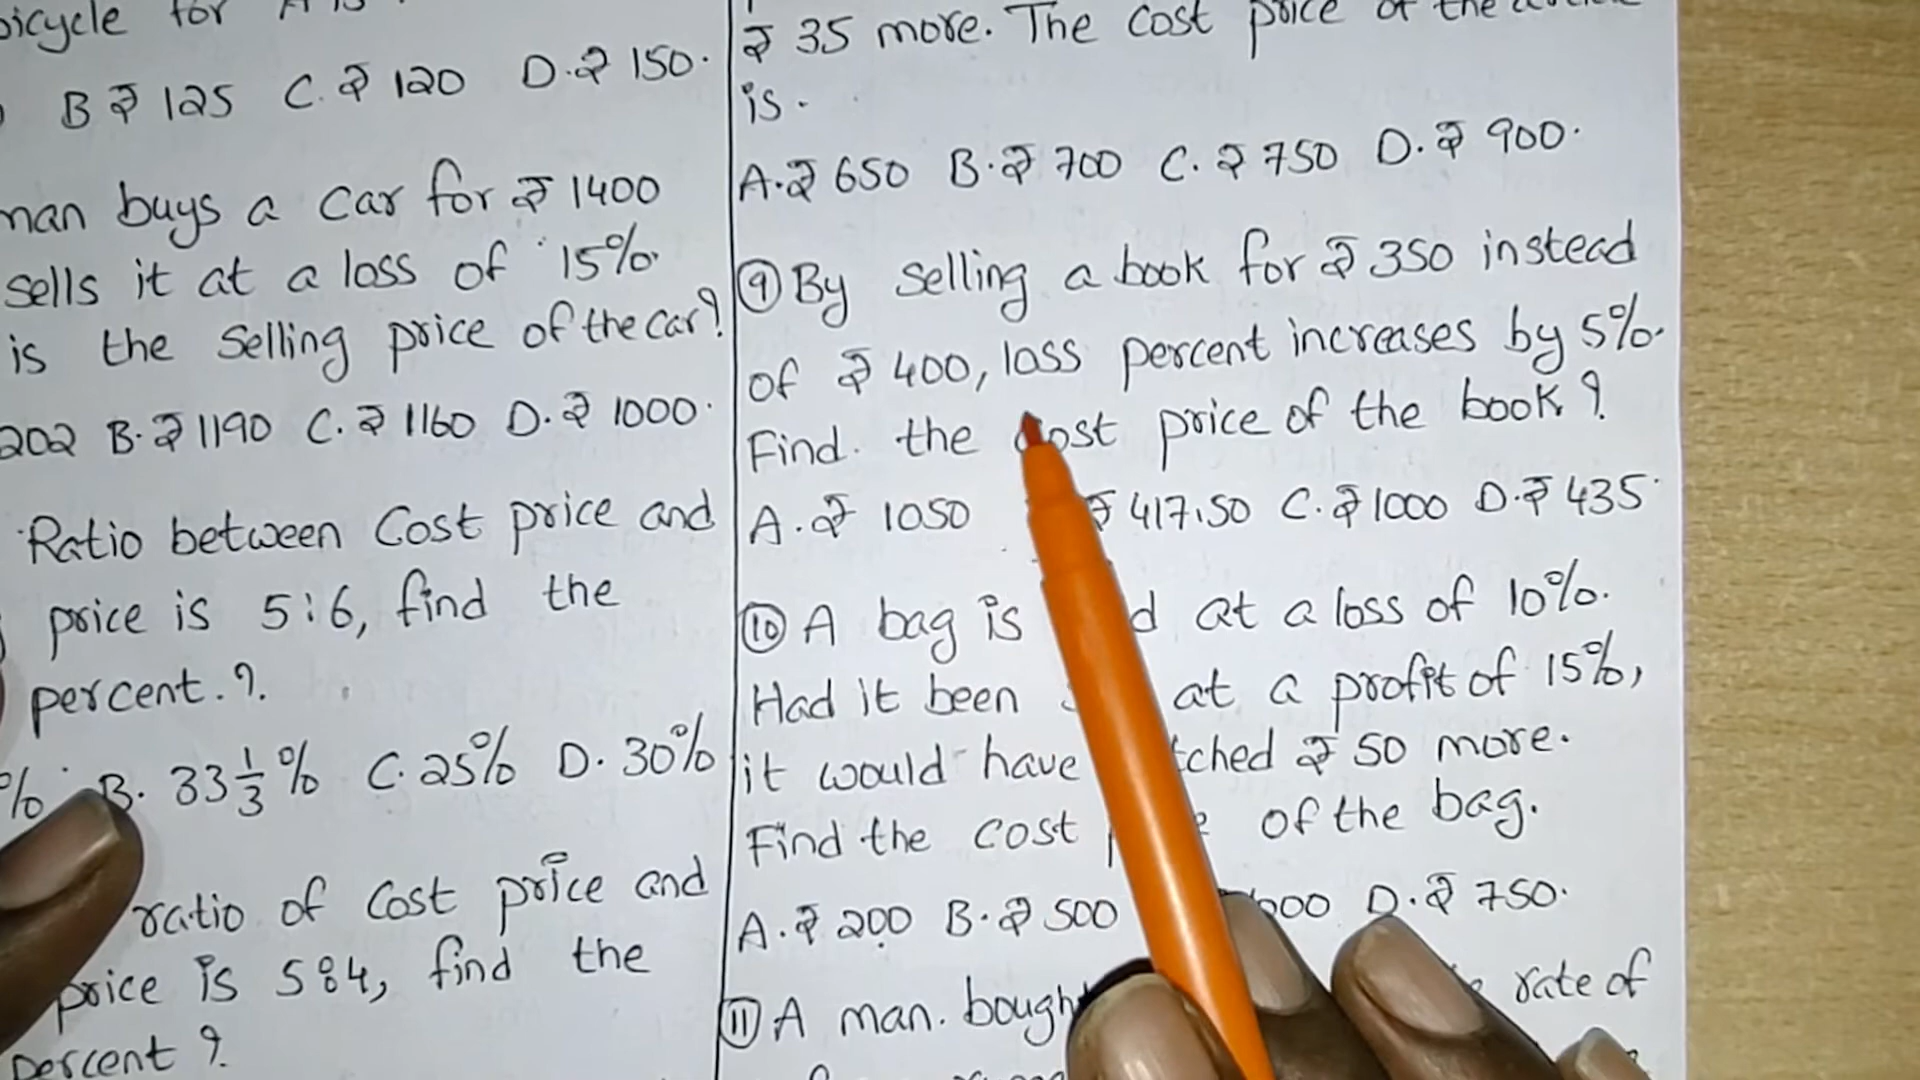 bicycle for A is
B ₹ 125 C. ₹ 120 D. ₹ 150.
man buys a car for ₹ 1400
sells it at a loss of 15%.
is the selling price of the car?
202 B. ₹ 1190 C. ₹ 1160 D. ₹ 1000.
Ratio between Cost price and
price is 5:6, find the
percent.?.
% B. 33 1/3 % C. 25% D. 30%
ratio of cost price and
price is 5:4, find the
percent ?.
₹ 35 more. The cost price of the
is.
A. ₹ 650 B. ₹ 700 C. ₹ 750 D. ₹ 900.
⑨ By selling a book for ₹ 350 instead
of ₹ 400, loss percent increases by 5%.
Find. the cost price of the book?
A. ₹ 1050 ₹ 417.50 C. ₹ 1000 D. ₹ 435
⑩ A bag is at a loss of 10%.
Had it been at a profit of 15%,
it would have ₹ 50 more.
Find the cost of the bag.
A. ₹ 200 B. ₹ 500 D. ₹ 750.
⑪ A man. bought rate of